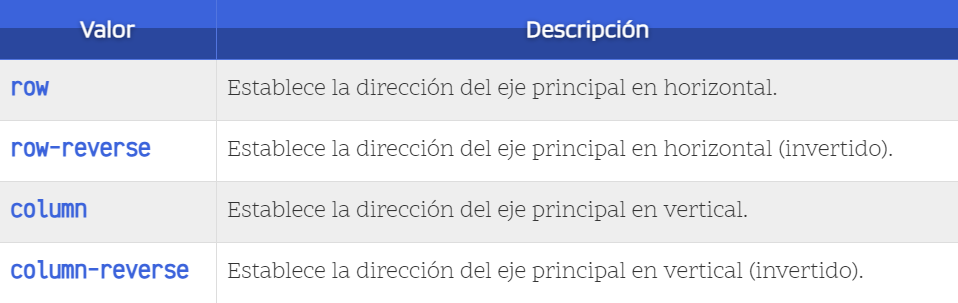 Valor Descripción
row Establece la dirección del eje principal en horizontal.
row-reverse Establece la dirección del eje principal en horizontal (invertido).
column Establece la dirección del eje principal en vertical.
column-reverse Establece la dirección del eje principal en vertical (invertido).